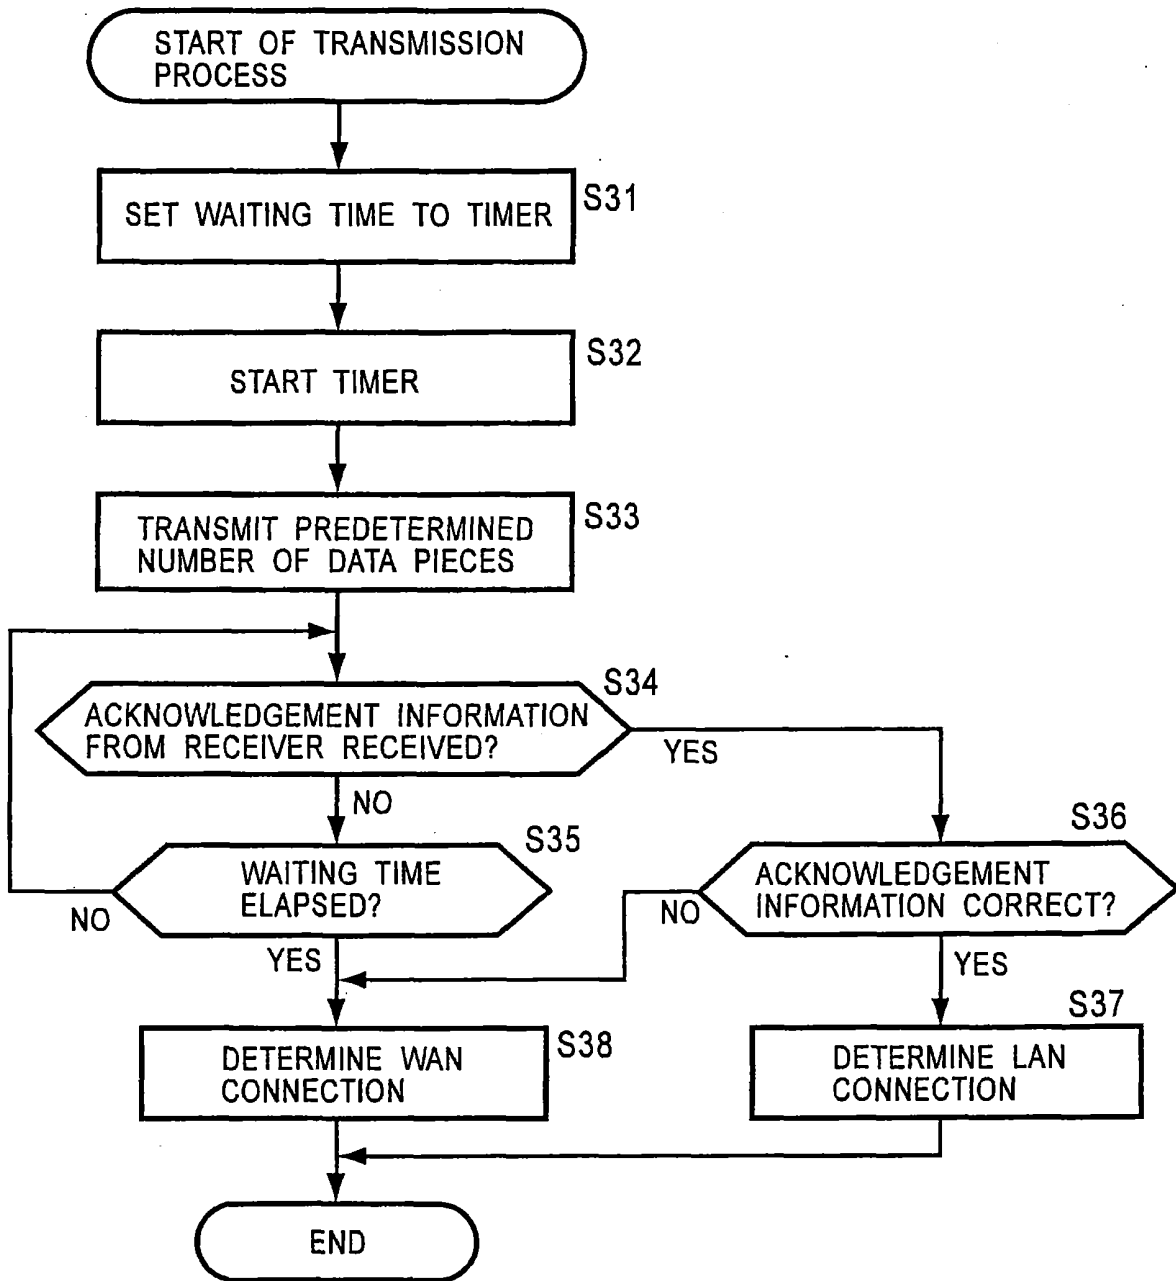 START OF TRANSMISSION
PROCESS
S31
SET WAITING TIME TO TIMER
S32
START TIMER
S33
TRANSMIT PREDETERMINED
NUMBER OF DATA PIECES
S34
ACKNOWLEDGEMENT INFORMATION
FROM RECEIVER RECEIVED?
YES
NO
S35
WAITING TIME
ELAPSED?
NO
YES
S36
ACKNOWLEDGEMENT
INFORMATION CORRECT?
NO
YES
S38
DETERMINE WAN
CONNECTION
S37
DETERMINE LAN
CONNECTION
END